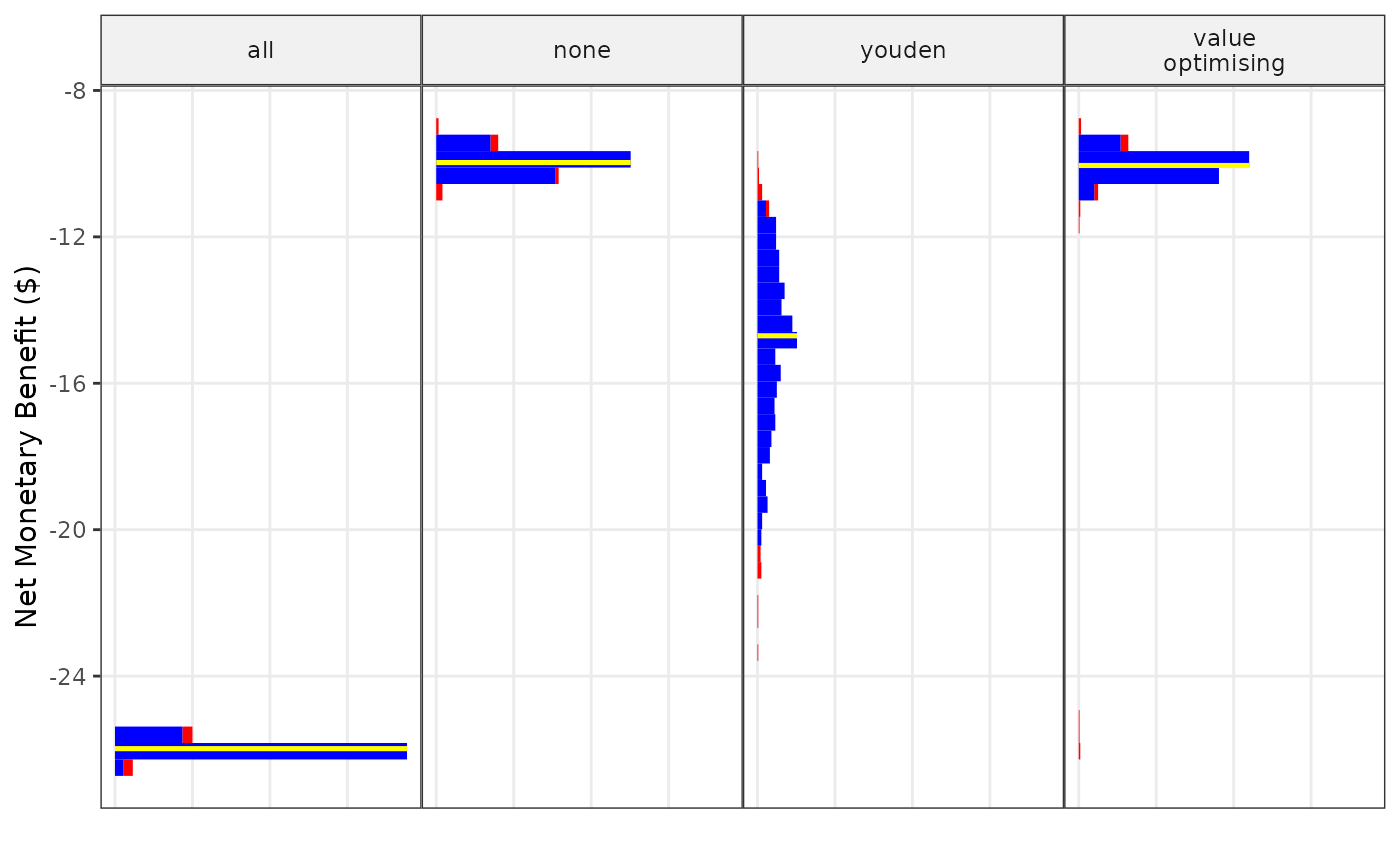 all
none
youden
value
optimising
-8
-12
-16
-20
-24
Net Monetary Benefit ($)